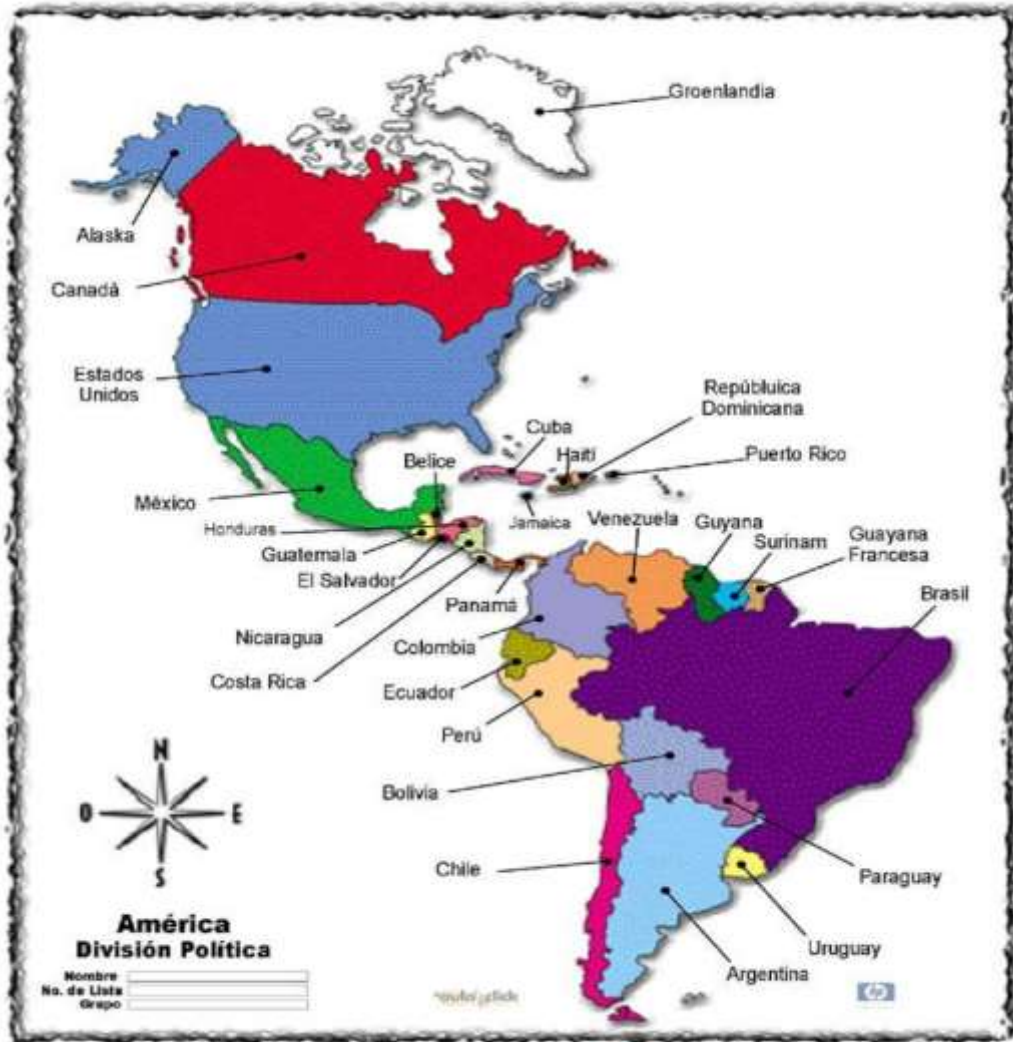 Groenlandia
Alaska
Canadá
Estados
Unidos
Repúbluica
Dominicana
Cuba
Haití
Puerto Rico
Belice
México
Jamaica
Venezuela
Guyana
Guayana
Francesa
Surinam
Honduras
Guatemala
El Salvador
Panamá
Brasil
Nicaragua
Colombia
Costa Rica
Ecuador
Perú
Bolivia
Chile
Paraguay
Uruguay
Argentina
N
O
E
S
América
División Política
Nombre
No. de Lista
Grupo
hp